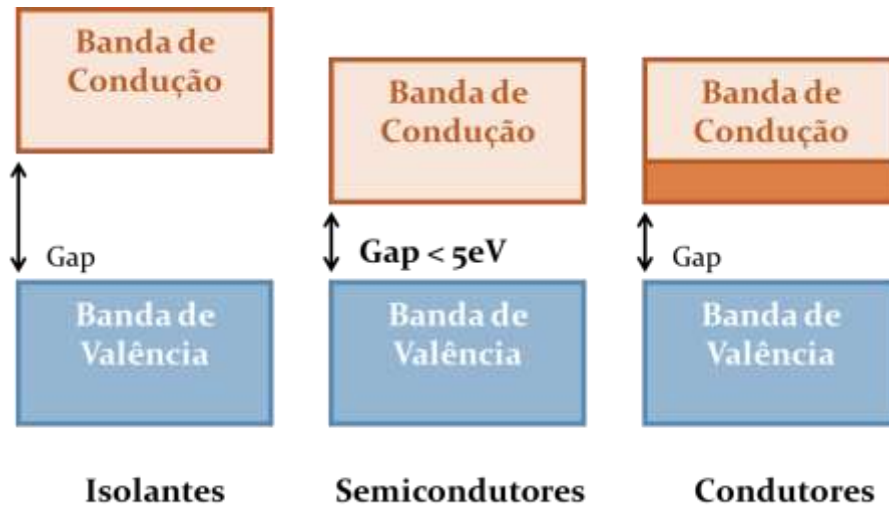 Banda de
Condução
Gap
Banda de
Valência
Isolantes
Banda de
Condução
Gap < 5eV
Banda de
Valência
Semicondutores
Banda de
Condução
Gap
Banda de
Valência
Condutores